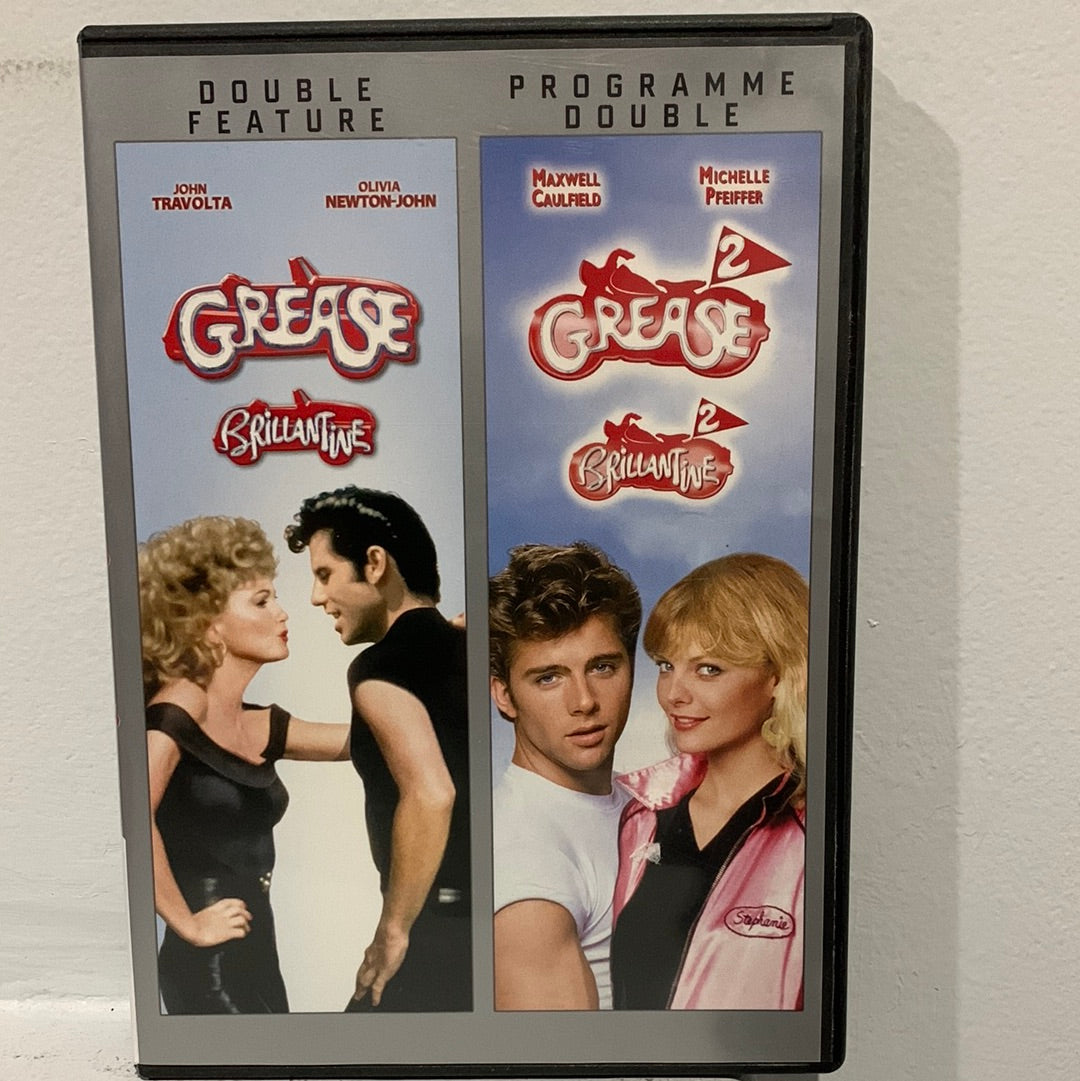 DOUBLE
FEATURE
JOHN
TRAVOLTA
OLIVIA
NEWTON-JOHN
GREASE
BRILLANTINE
PROGRAMME
DOUBLE
MAXWELL
CAULFIELD
MICHELLE
PFEIFFER
2
GREASE
2
BRILLANTINE
Stephanie